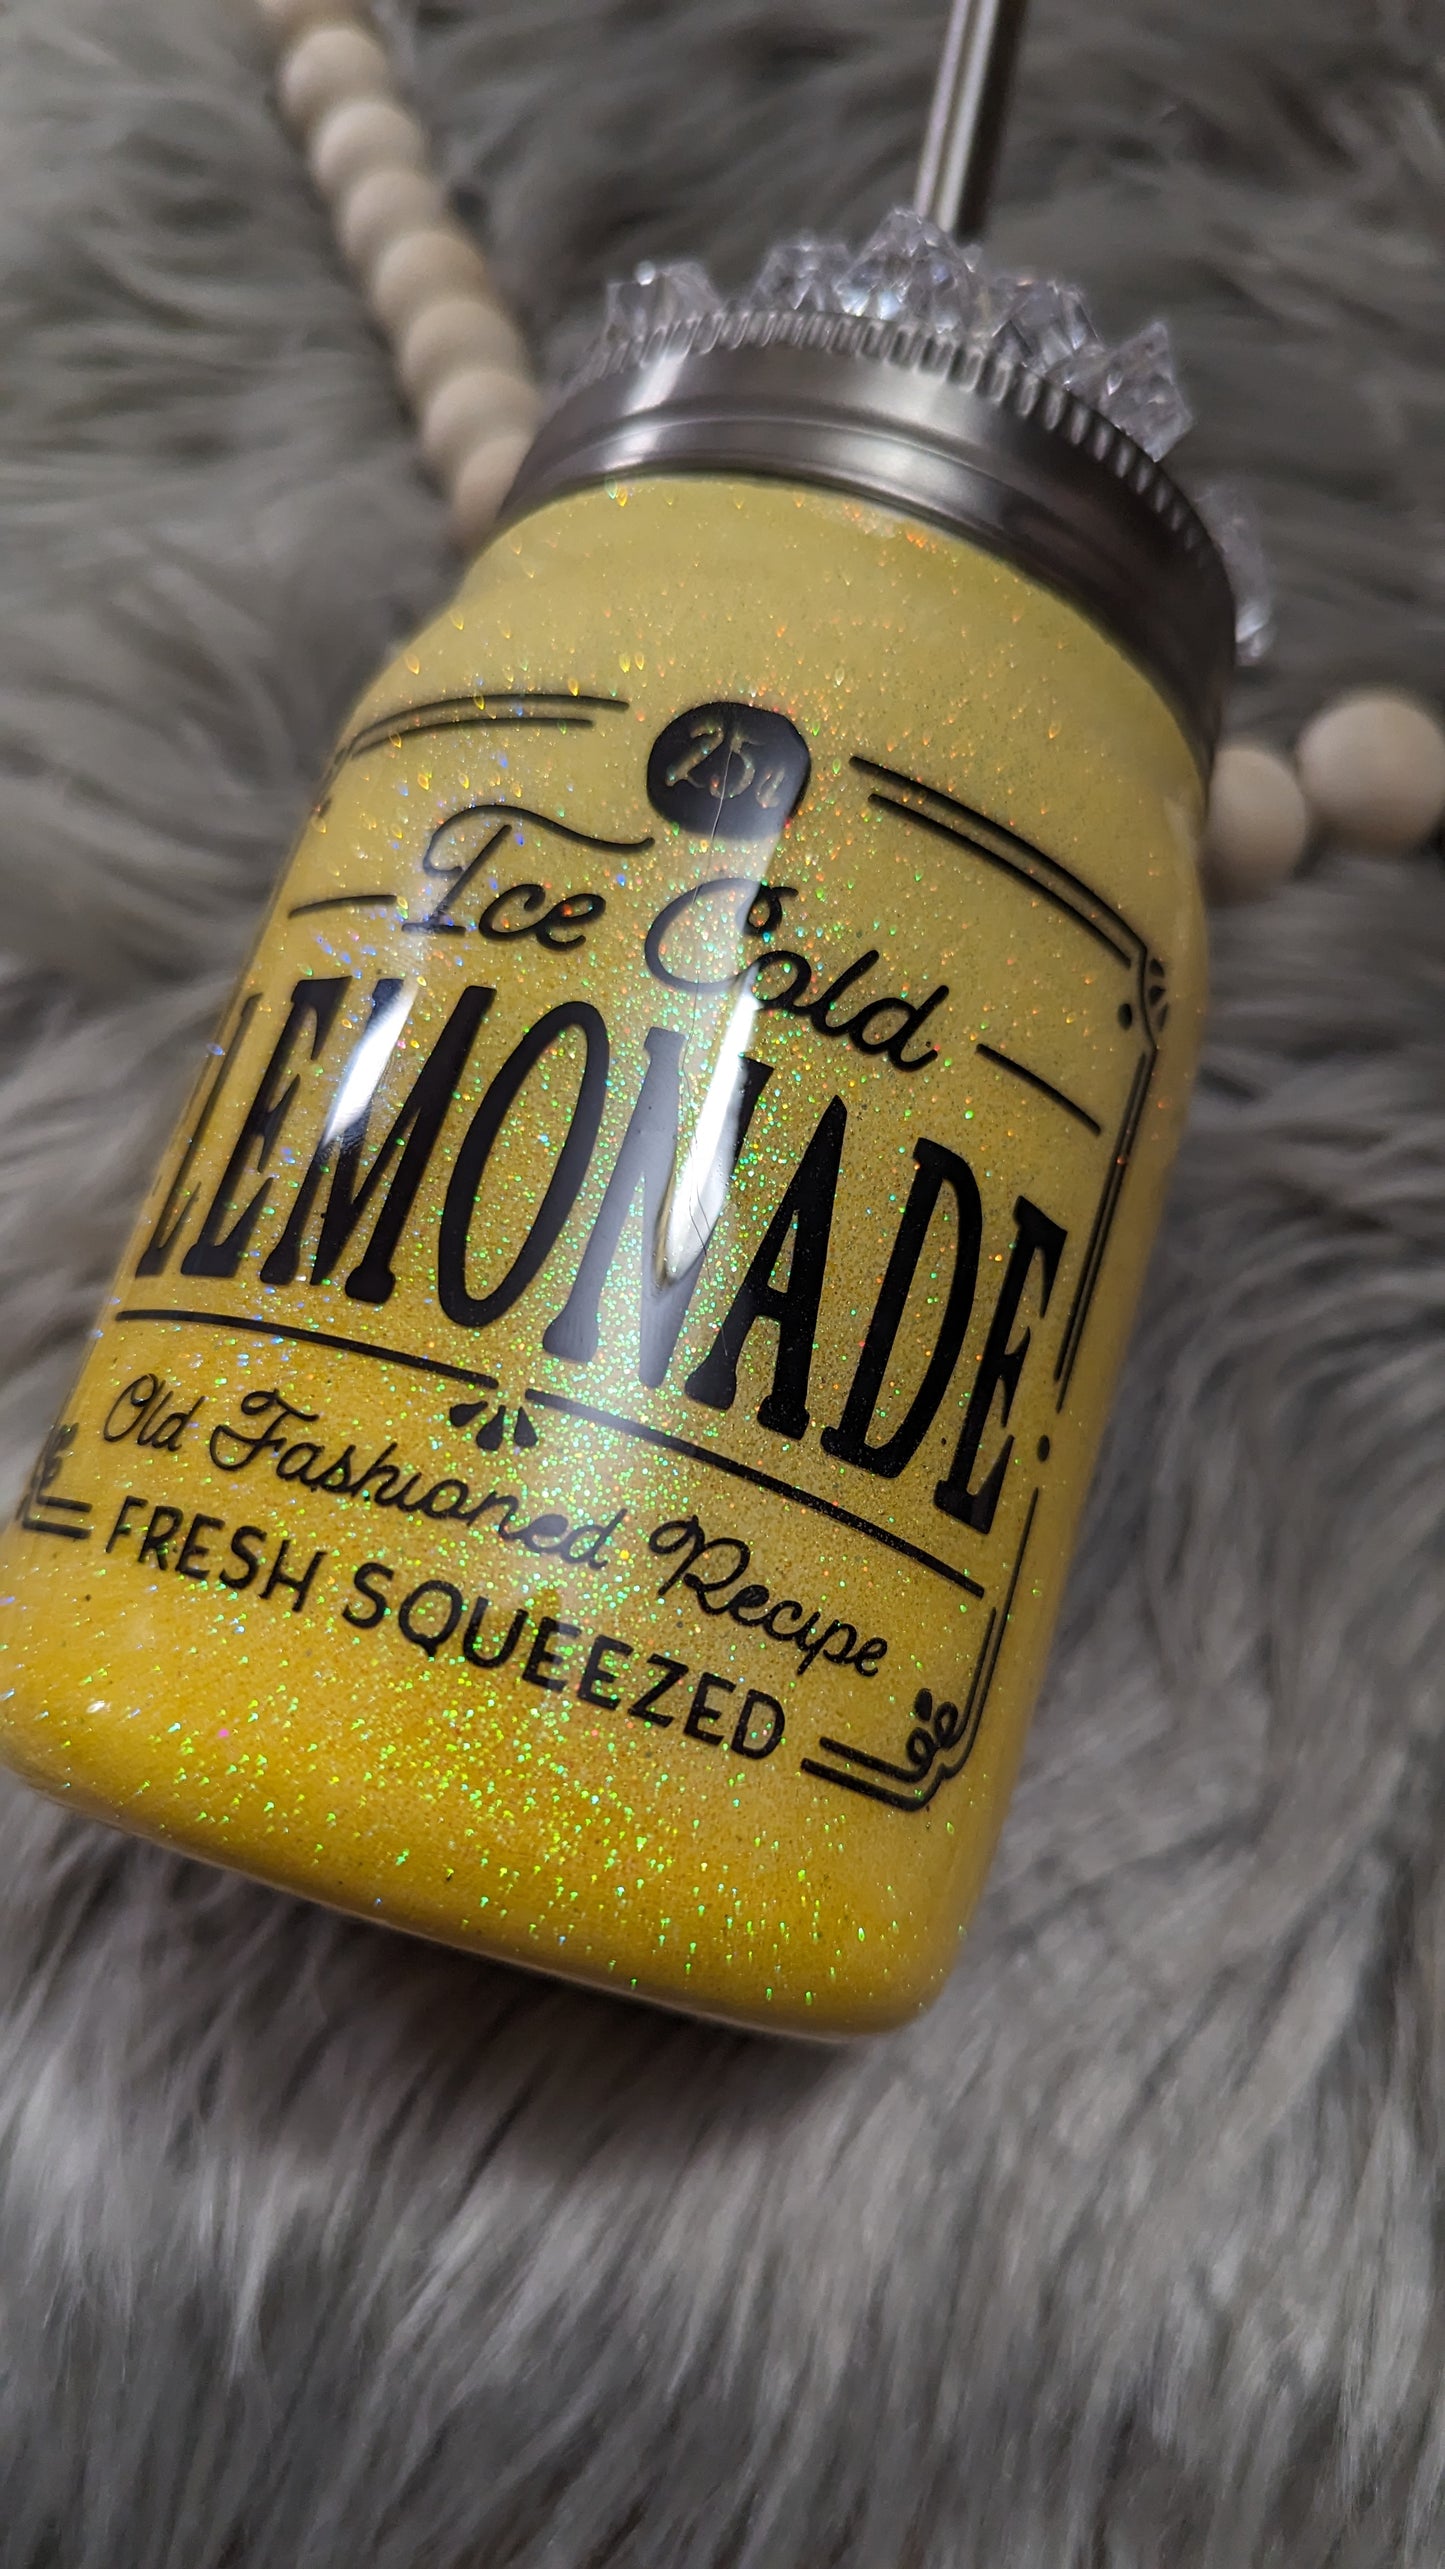 25¢
Ice Cold
LEMONADE
Old Fashioned Recipe
FRESH SQUEEZED